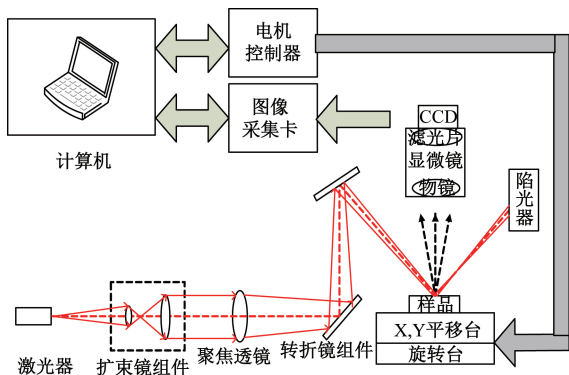 电机
控制器
图像
采集卡
计算机
CCD
滤光片
显微镜
物镜
陷
光
器
样品
X,Y平移台
旋转台
激光器
扩束镜组件
聚焦透镜
转折镜组件